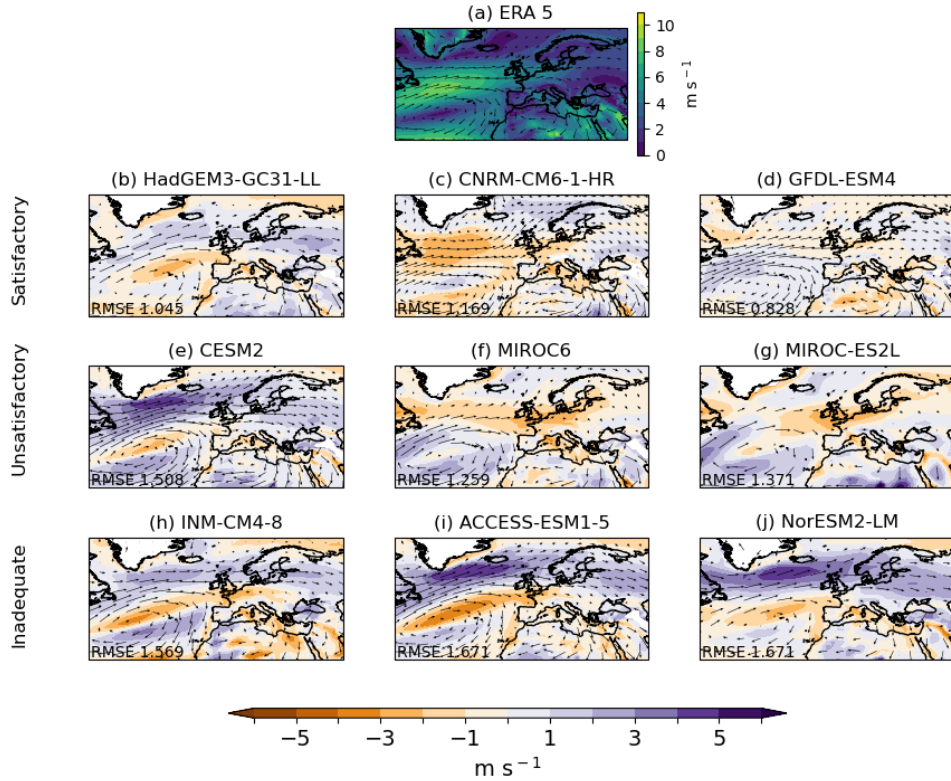 (a) ERA 5
10
8
6
4
2
0
m s⁻¹
Satisfactory
(b) HadGEM3-GC31-LL
(c) CNRM-CM6-1-HR
(d) GFDL-ESM4
RMSE 1.045
RMSE 1.169
RMSE 0.828
Unsatisfactory
(e) CESM2
(f) MIROC6
(g) MIROC-ES2L
RMSE 1.508
RMSE 1.259
RMSE 1.371
Inadequate
(h) INM-CM4-8
(i) ACCESS-ESM1-5
(j) NorESM2-LM
RMSE 1.569
RMSE 1.671
RMSE 1.671
−5 −3 −1 1 3 5
m s⁻¹